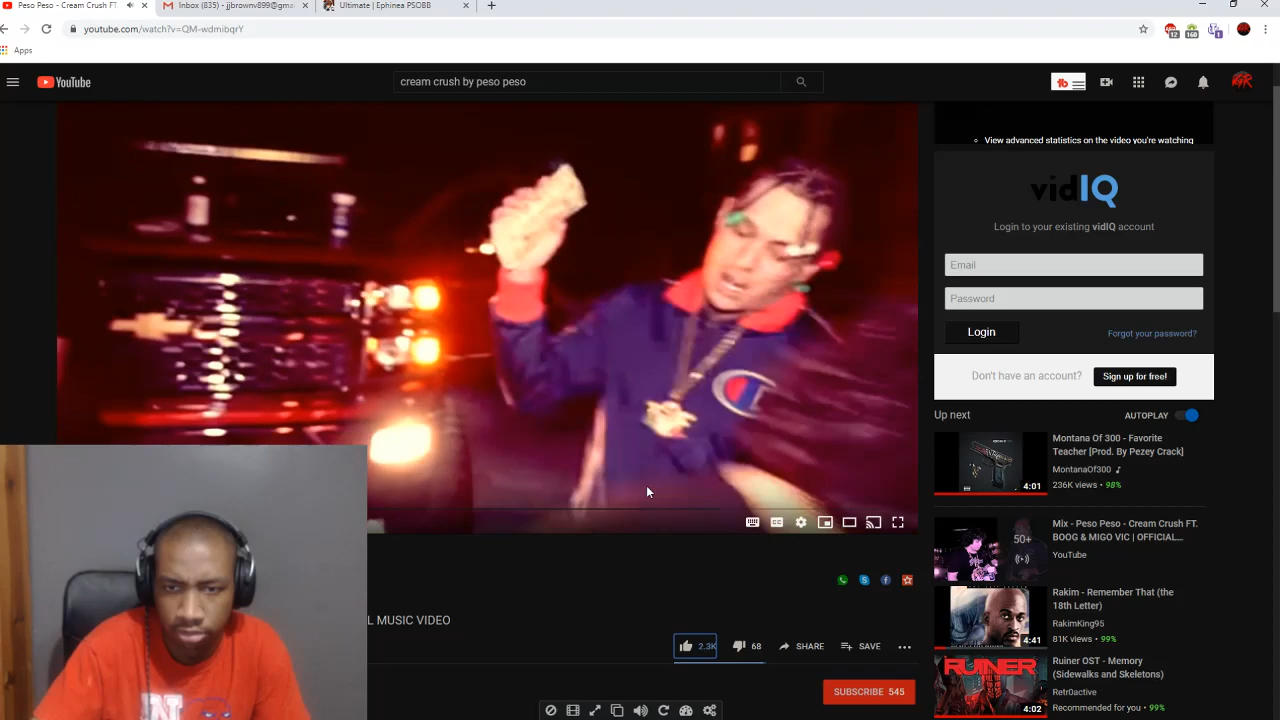 Peso Peso - Cream Crush FT.
Inbox (835) - jjbrownv899@gma
Ultimate | Ephinea PSOBB
youtube.com/watch?v=QM-wdmibqrY
12
160
1
Apps
YouTube
cream crush by peso peso
View advanced statistics on the video you're watching
vidIQ
Login to your existing vidIQ account
Email
Password
Login
Forgot your password?
Don't have an account?
Sign up for free!
Up next
AUTOPLAY
Montana Of 300 - Favorite
Teacher [Prod. By Pezey Crack]
MontanaOf300
236K views • 98%
4:01
Mix - Peso Peso - Cream Crush FT.
BOOG & MIGO VIC | OFFICIAL...
YouTube
50+
Rakim - Remember That (the
18th Letter)
RakimKing95
81K views • 99%
4:41
Ruiner OST - Memory
(Sidewalks and Skeletons)
Retr0active
Recommended for you • 99%
RUINER
4:02
L MUSIC VIDEO
2.3K
68
SHARE
SAVE
SUBSCRIBE 545
N